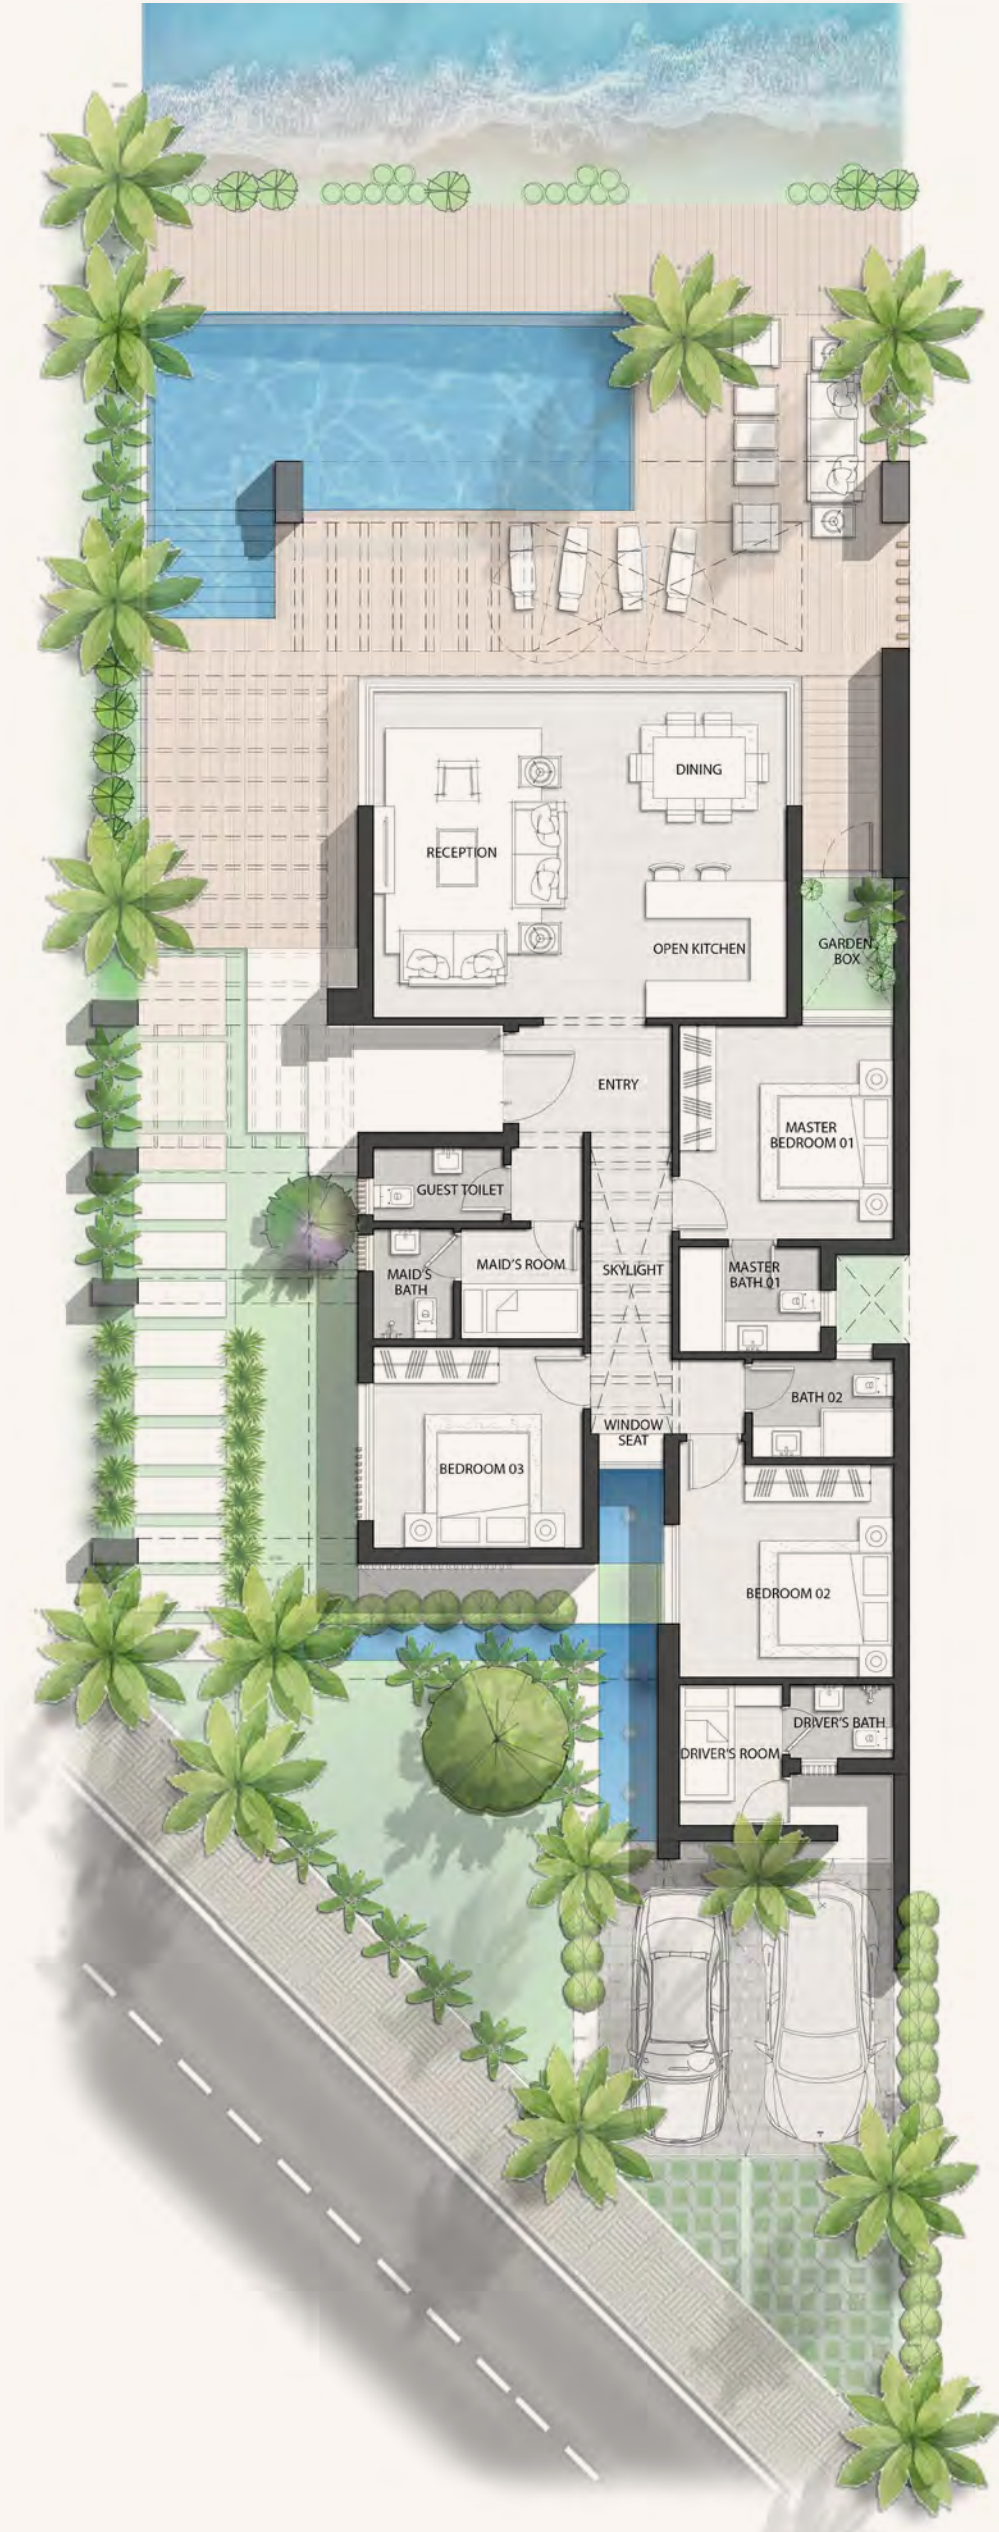 DINING
RECEPTION
OPEN KITCHEN
GARDEN
BOX
ENTRY
MASTER
BEDROOM 01
GUEST TOILET
MAID'S ROOM
SKYLIGHT
MASTER
BATH 01
MAID'S
BATH
BATH 02
WINDOW
SEAT
BEDROOM 03
BEDROOM 02
DRIVER'S BATH
DRIVER'S ROOM